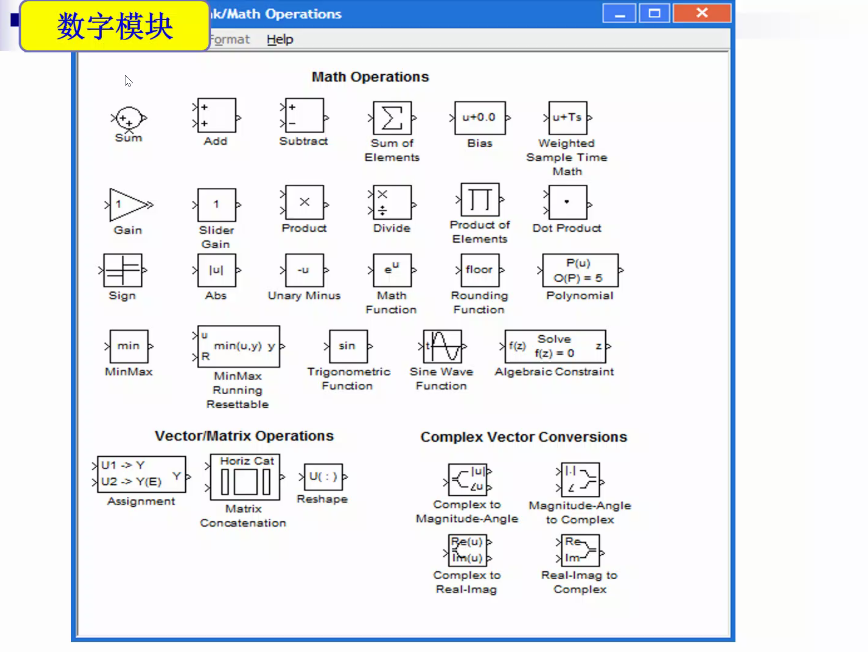 数字模块
nk/Math Operations
Format Help
Math Operations
Sum
+ +
Add
+ −
Subtract
Sum of
Elements
u+0.0
Bias
u+Ts
Weighted
Sample Time
Math
1
Gain
1
Slider
Gain
×
Product
× ÷
Divide
Product of
Elements
Dot Product
Sign
|u|
Abs
-u
Unary Minus
eᵘ
Math
Function
floor
Rounding
Function
P(u)
O(P) = 5
Polynomial
min
MinMax
u
R
min(u,y) y
MinMax
Running
Resettable
sin
Trigonometric
Function
t
Sine Wave
Function
f(z)
Solve
f(z) = 0
z
Algebraic Constraint
Vector/Matrix Operations
Complex Vector Conversions
U1 -> Y
U2 -> Y(E)
Y
Assignment
Horiz Cat
Matrix
Concatenation
U( : )
Reshape
|u|
∠u
Complex to
Magnitude-Angle
|.|
∠
Magnitude-Angle
to Complex
Re(u)
Im(u)
Complex to
Real-Imag
Re
Im
Real-Imag to
Complex